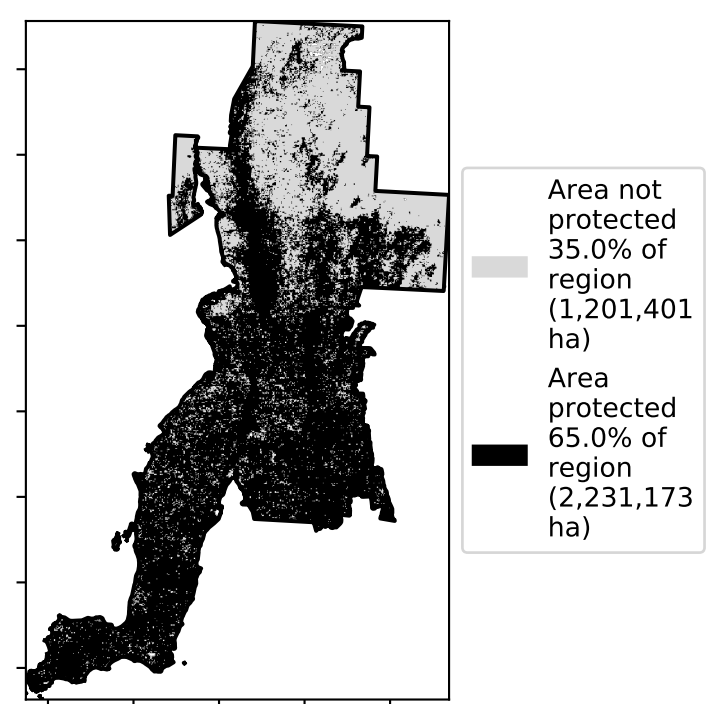 Area not
protected
35.0% of
region
(1,201,401
ha)
Area
protected
65.0% of
region
(2,231,173
ha)